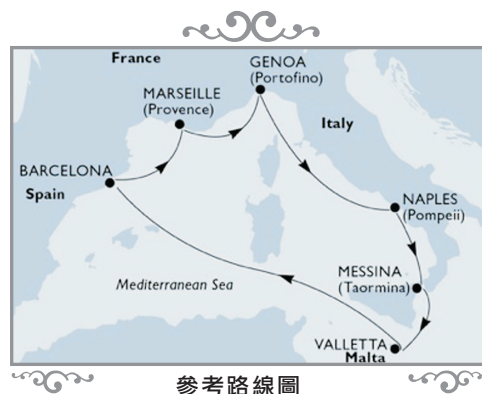 France
GENOA
(Portofino)
MARSEILLE
(Provence)
Italy
BARCELONA
Spain
NAPLES
(Pompeii)
MESSINA
(Taormina)
Mediterranean Sea
VALLETTA
Malta
參考路線圖